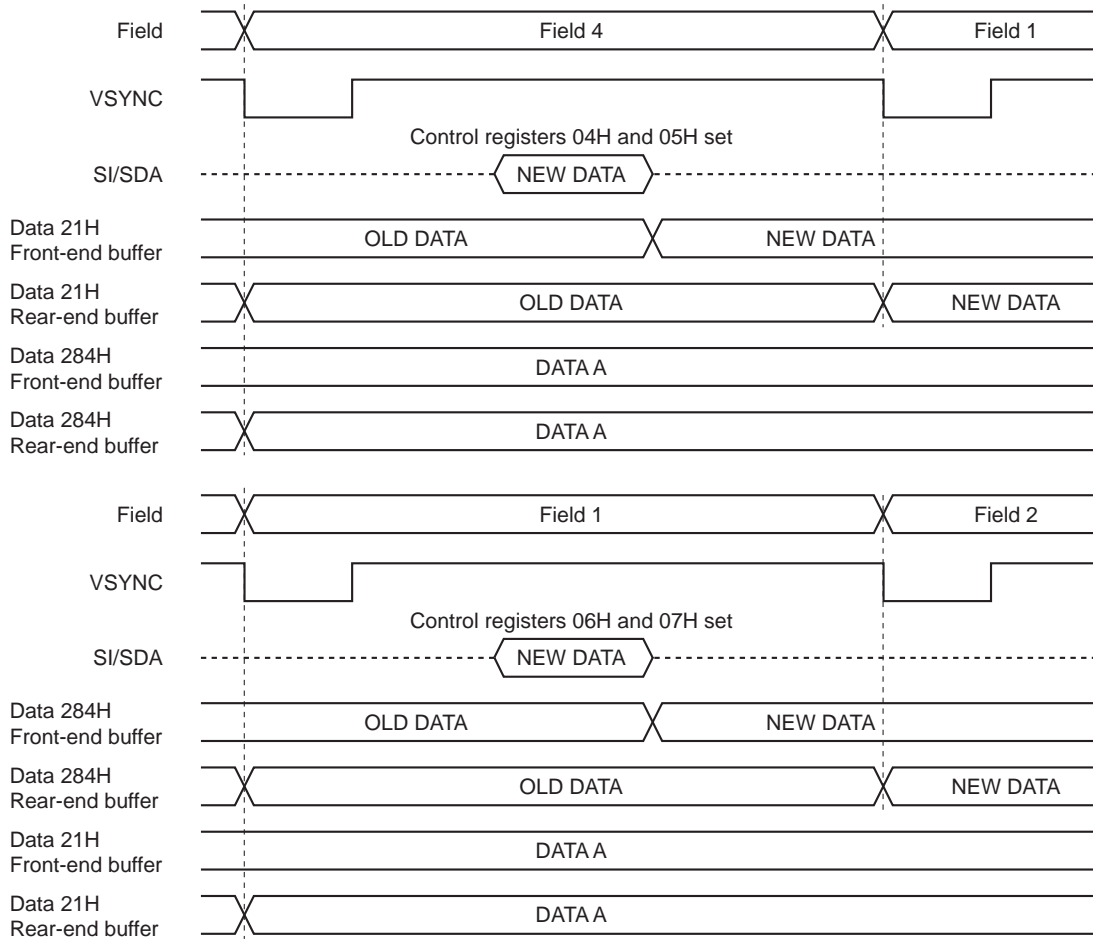 Field
Field 4
Field 1
VSYNC
Control registers 04H and 05H set
SI/SDA
NEW DATA
Data 21H
Front-end buffer
OLD DATA
NEW DATA
Data 21H
Rear-end buffer
OLD DATA
NEW DATA
Data 284H
Front-end buffer
DATA A
Data 284H
Rear-end buffer
DATA A
Field
Field 1
Field 2
VSYNC
Control registers 06H and 07H set
SI/SDA
NEW DATA
Data 284H
Front-end buffer
OLD DATA
NEW DATA
Data 284H
Rear-end buffer
OLD DATA
NEW DATA
Data 21H
Front-end buffer
DATA A
Data 21H
Rear-end buffer
DATA A